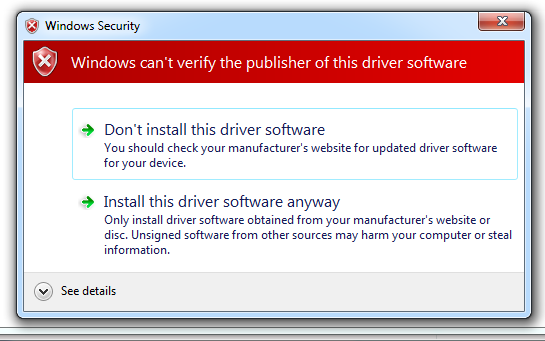 Windows Security
Windows can't verify the publisher of this driver software
Don't install this driver software
You should check your manufacturer's website for updated driver software
for your device.
Install this driver software anyway
Only install driver software obtained from your manufacturer's website or
disc. Unsigned software from other sources may harm your computer or steal
information.
See details